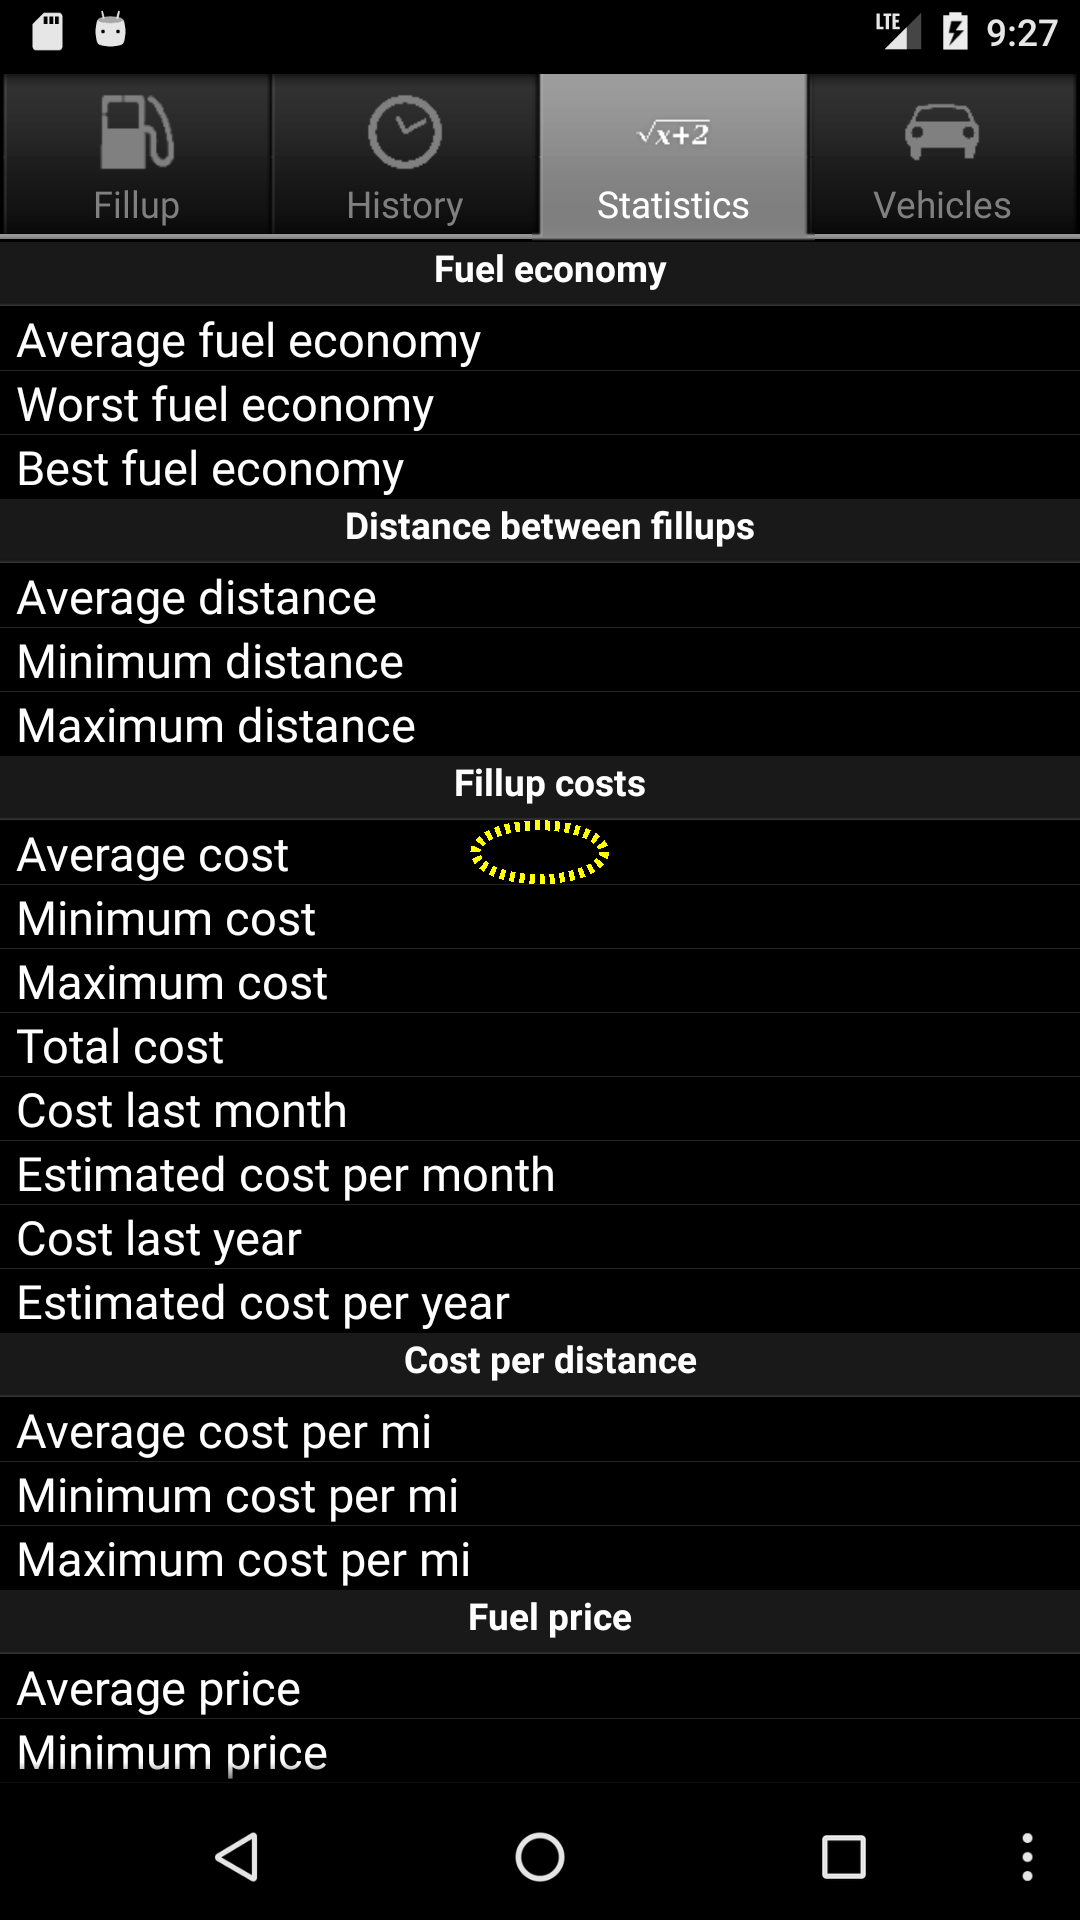 LTE 9:27
Fillup History √x+2 Statistics Vehicles
Fuel economy
Average fuel economy
Worst fuel economy
Best fuel economy
Distance between fillups
Average distance
Minimum distance
Maximum distance
Fillup costs
Average cost
Minimum cost
Maximum cost
Total cost
Cost last month
Estimated cost per month
Cost last year
Estimated cost per year
Cost per distance
Average cost per mi
Minimum cost per mi
Maximum cost per mi
Fuel price
Average price
Minimum price